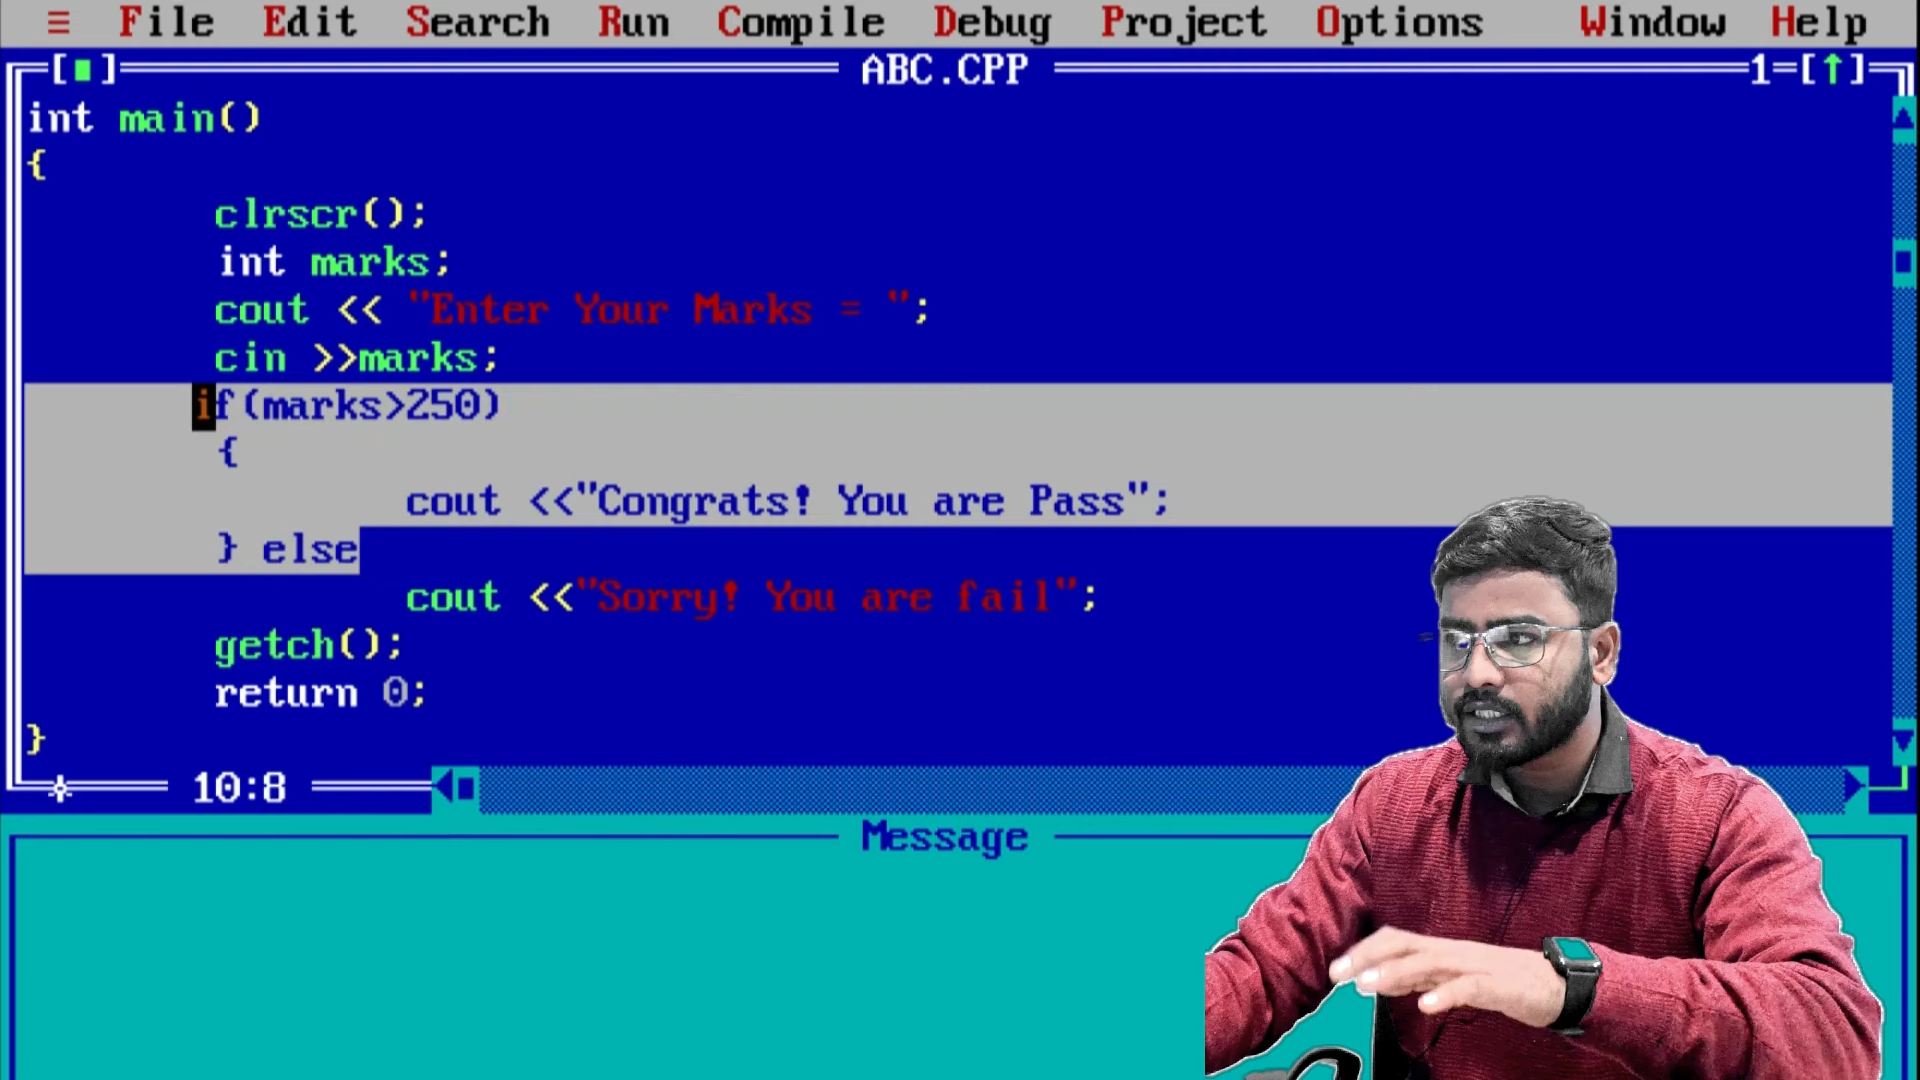 ≡ File Edit Search Run Compile Debug Project Options Window Help
[■] ABC.CPP 1=[↑]
int main()
{
clrscr();
int marks;
cout << "Enter Your Marks = ";
cin >>marks;
if(marks>250)
{
cout <<"Congrats! You are Pass";
} else
cout <<"Sorry! You are fail";
getch();
return 0;
}
10:8
Message